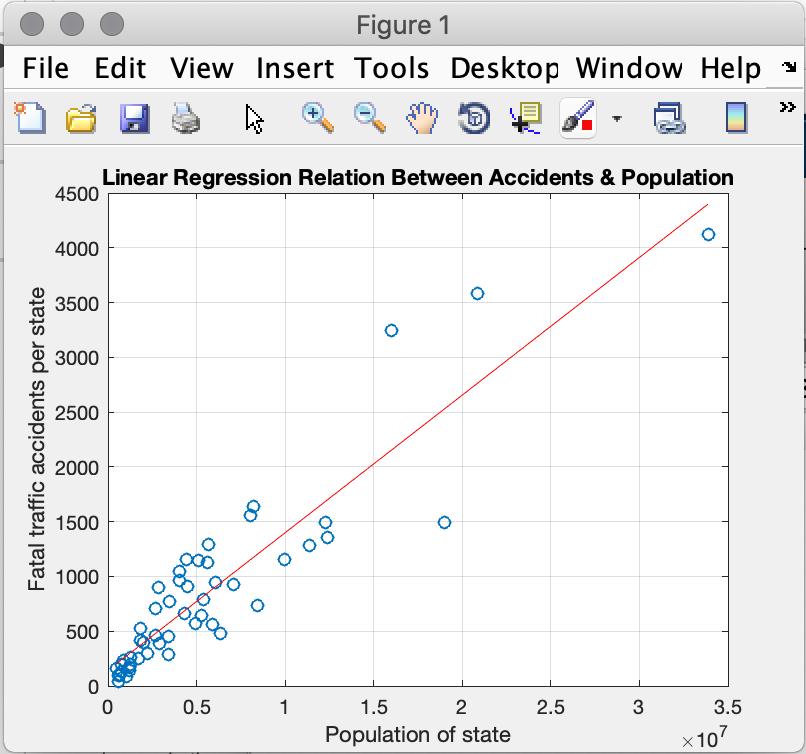 Figure 1
File Edit View Insert Tools Desktop Window Help
Linear Regression Relation Between Accidents & Population
4500
4000
3500
3000
2500
2000
1500
1000
500
0
Fatal traffic accidents per state
0 0.5 1 1.5 2 2.5 3 3.5
Population of state
×10^7